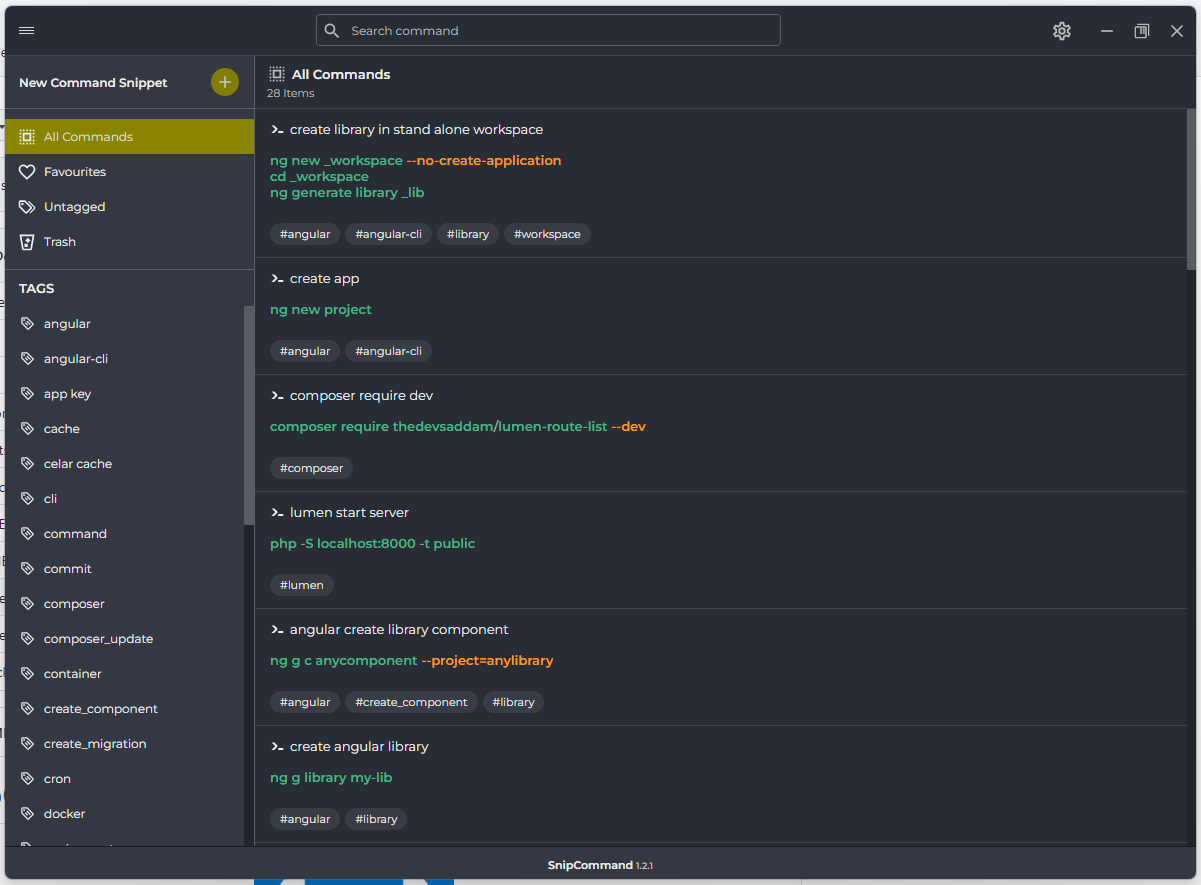 Search command
New Command Snippet
All Commands
Favourites
Untagged
Trash
TAGS
angular
angular-cli
app key
cache
celar cache
cli
command
commit
composer
composer_update
container
create_component
create_migration
cron
docker
All Commands
28 Items
create library in stand alone workspace
ng new _workspace --no-create-application
cd _workspace
ng generate library _lib
#angular #angular-cli #library #workspace
create app
ng new project
#angular #angular-cli
composer require dev
composer require thedevsaddam/lumen-route-list --dev
#composer
lumen start server
php -S localhost:8000 -t public
#lumen
angular create library component
ng g c anycomponent --project=anylibrary
#angular #create_component #library
create angular library
ng g library my-lib
#angular #library
SnipCommand 1.2.1